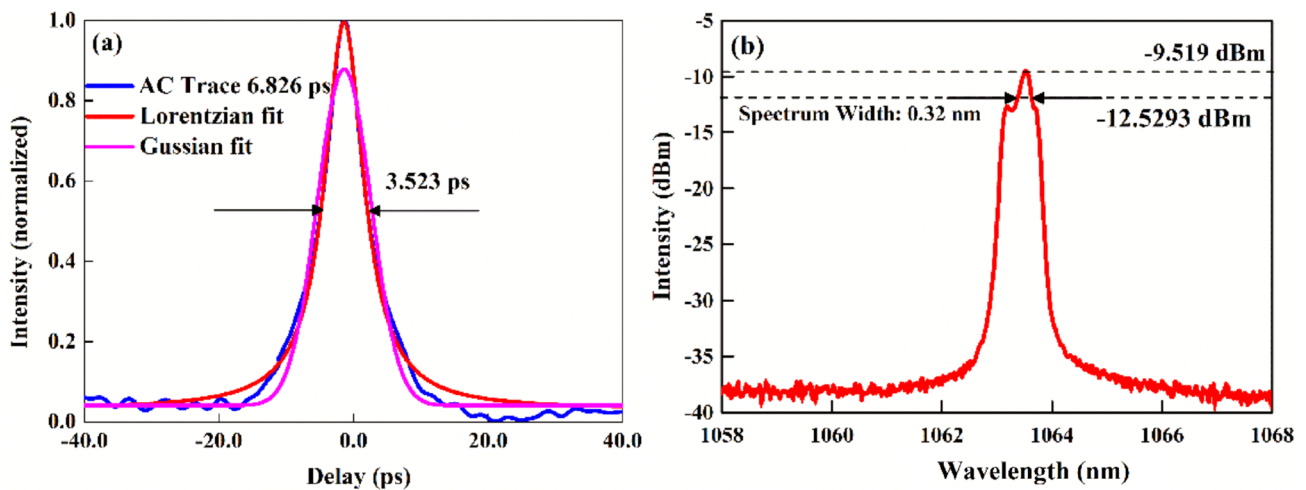 (a)
AC Trace 6.826 ps
Lorentzian fit
Gussian fit
3.523 ps
Intensity (normalized)
1.0
0.8
0.6
0.4
0.2
0.0
-40.0
-20.0
0.0
20.0
40.0
Delay (ps)
(b)
-9.519 dBm
Spectrum Width: 0.32 nm
-12.5293 dBm
Intensity (dBm)
-5
-10
-15
-20
-25
-30
-35
-40
1058
1060
1062
1064
1066
1068
Wavelength (nm)